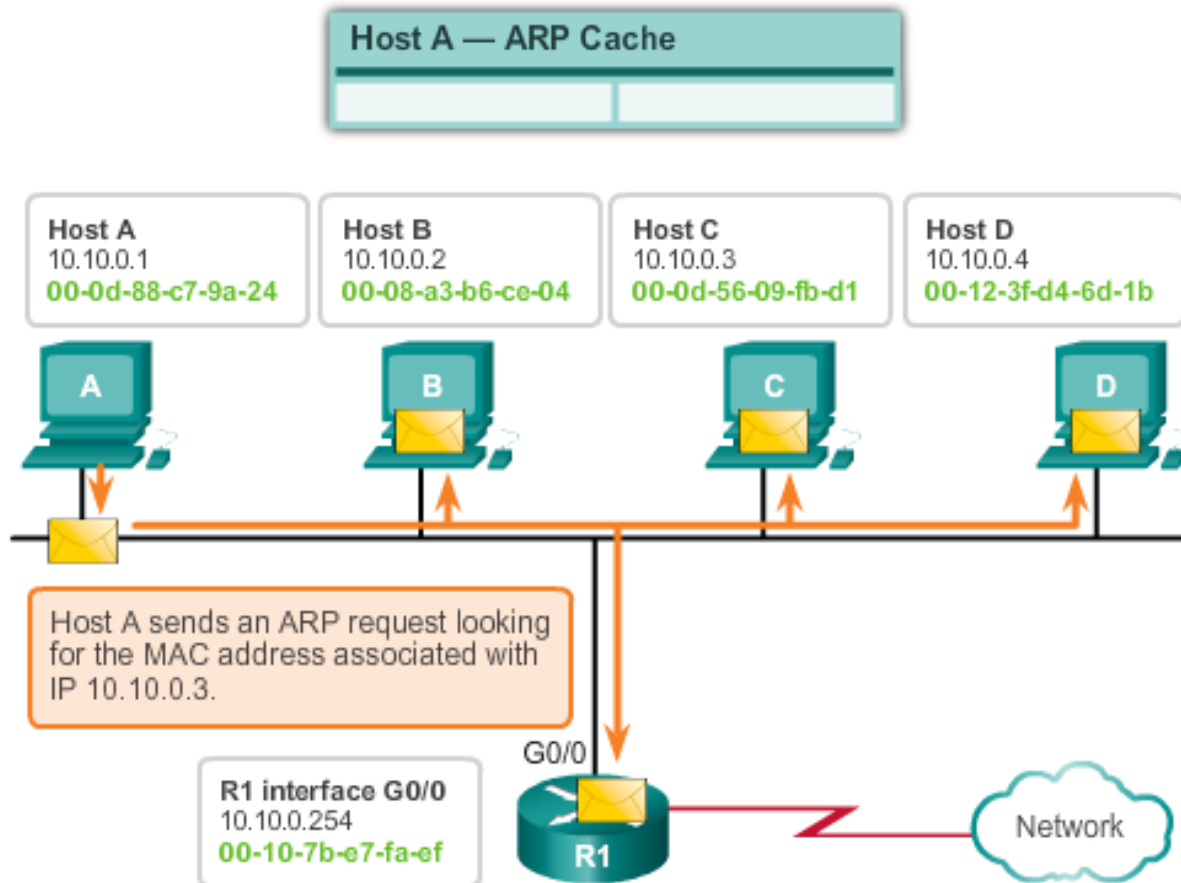 Host A — ARP Cache
Host A
10.10.0.1
00-0d-88-c7-9a-24
Host B
10.10.0.2
00-08-a3-b6-ce-04
Host C
10.10.0.3
00-0d-56-09-fb-d1
Host D
10.10.0.4
00-12-3f-d4-6d-1b
A
B
C
D
Host A sends an ARP request looking
for the MAC address associated with
IP 10.10.0.3.
G0/0
R1 interface G0/0
10.10.0.254
00-10-7b-e7-fa-ef
R1
Network